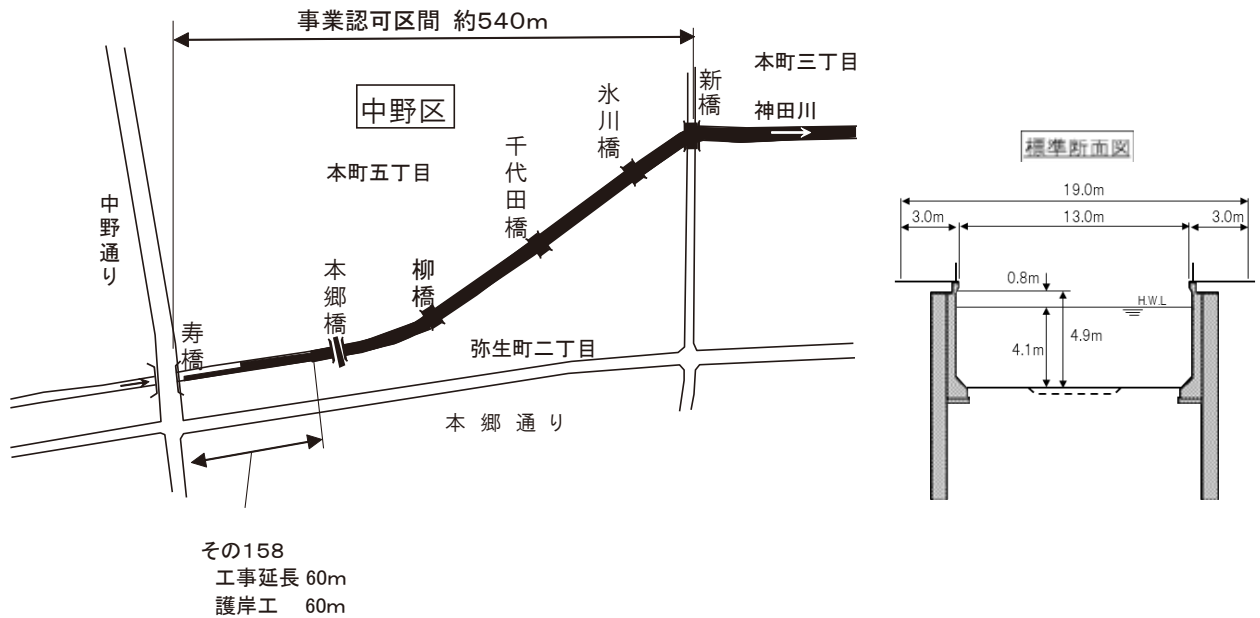 事業認可区間 約540m
本町三丁目
新橋
神田川
氷川橋
中野区
千代田橋
本町五丁目
中野通り
柳橋
本郷橋
寿橋
弥生町二丁目
本郷通り
その158
工事延長 60m
護岸工 60m
標準断面図
19.0m
3.0m
13.0m
3.0m
0.8m
H.W.L
4.9m
4.1m